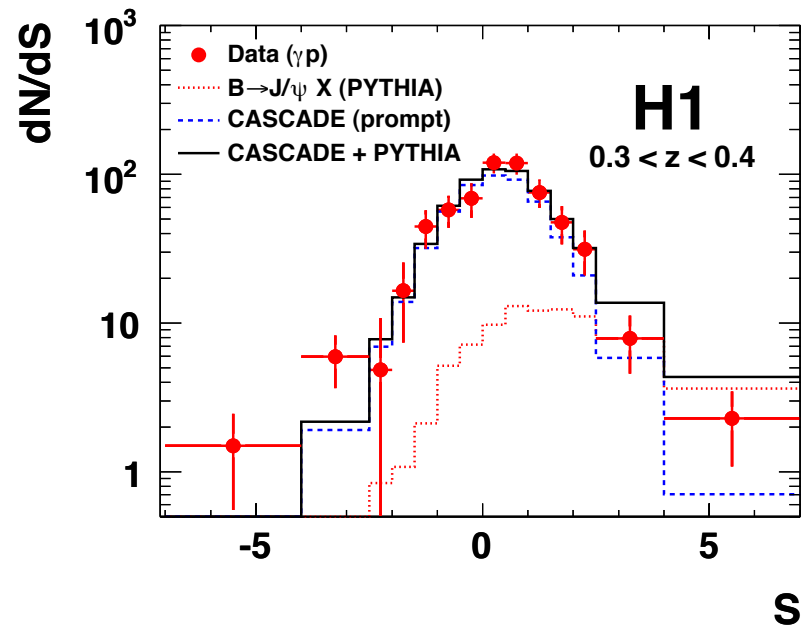 dN/dS
10³
10²
10
1
Data (γp)
B→J/ψ X (PYTHIA)
CASCADE (prompt)
CASCADE + PYTHIA
H1
0.3 < z < 0.4
-5 0 5
S